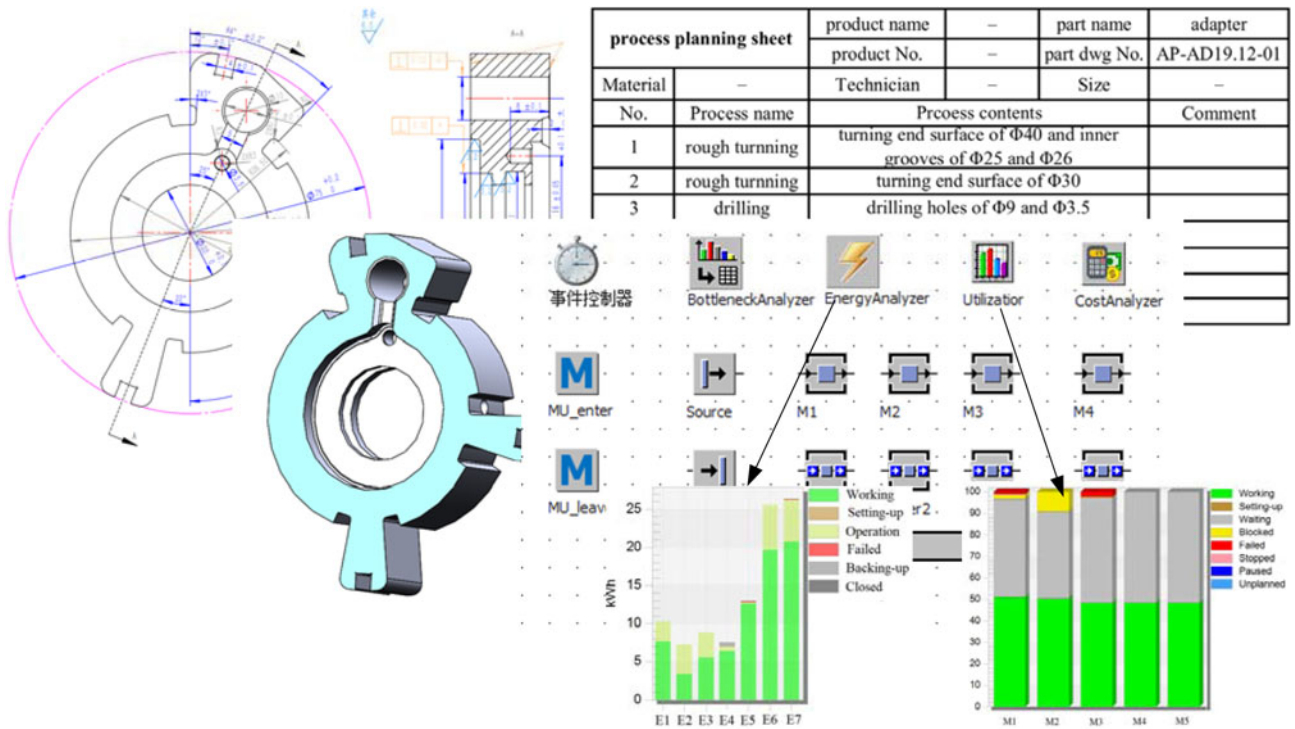 process planning sheet
product name
–
part name
adapter
product No.
–
part dwg No.
AP-AD19.12-01
Material
–
Technician
–
Size
–
No.
Process name
Prcoess contents
Comment
1
rough turnning
turning end surface of Φ40 and inner
grooves of Φ25 and Φ26
2
rough turnning
turning end surface of Φ30
3
drilling
drilling holes of Φ9 and Φ3.5
事件控制器
BottleneckAnalyzer
EnergyAnalyzer
Utilizatior
CostAnalyzer
MU_enter
Source
M1
M2
M3
M4
M
M
MU_leav
er2
kWh
25
20
15
10
5
0
E1
E2
E3
E4
E5
E6
E7
Working
Setting-up
Operation
Failed
Backing-up
Closed
100
90
80
70
60
50
40
30
20
10
0
M1
M2
M3
M4
M5
Working
Setting-up
Waiting
Blocked
Failed
Stopped
Paused
Unplanned